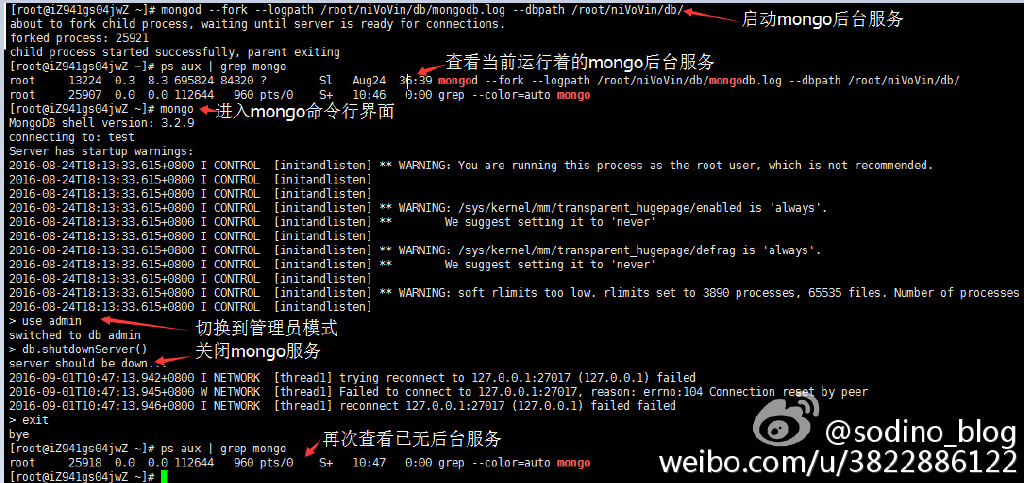 [root@iZ941gs04jwZ ~]# mongod --fork --logpath /root/niVoVin/db/mongodb.log --dbpath /root/niVoVin/db/ 启动mongo后台服务
about to fork child process, waiting until server is ready for connections.
forked process: 25921
child process started successfully, parent exiting
[root@iZ941gs04jwZ ~]# ps aux | grep mongo 查看当前运行着的mongo后台服务
root 13224 0.3 8.3 695824 84320 ? Sl Aug24 36:39 mongod --fork --logpath /root/niVoVin/db/mongodb.log --dbpath /root/niVoVin/db/
root 25907 0.0 0.0 112644 960 pts/0 S+ 10:46 0:00 grep --color=auto mongo
[root@iZ941gs04jwZ ~]# mongo 进入mongo命令行界面
MongoDB shell version: 3.2.9
connecting to: test
Server has startup warnings:
2016-08-24T18:13:33.615+0800 I CONTROL [initandlisten] ** WARNING: You are running this process as the root user, which is not recommended.
2016-08-24T18:13:33.615+0800 I CONTROL [initandlisten]
2016-08-24T18:13:33.615+0800 I CONTROL [initandlisten]
2016-08-24T18:13:33.615+0800 I CONTROL [initandlisten] ** WARNING: /sys/kernel/mm/transparent_hugepage/enabled is 'always'.
2016-08-24T18:13:33.615+0800 I CONTROL [initandlisten] ** We suggest setting it to 'never'
2016-08-24T18:13:33.615+0800 I CONTROL [initandlisten]
2016-08-24T18:13:33.615+0800 I CONTROL [initandlisten] ** WARNING: /sys/kernel/mm/transparent_hugepage/defrag is 'always'.
2016-08-24T18:13:33.615+0800 I CONTROL [initandlisten] ** We suggest setting it to 'never'
2016-08-24T18:13:33.615+0800 I CONTROL [initandlisten]
2016-08-24T18:13:33.615+0800 I CONTROL [initandlisten] ** WARNING: soft rlimits too low. rlimits set to 3890 processes, 65535 files. Number of processes
> use admin 切换到管理员模式
switched to db admin
> db.shutdownServer() 关闭mongo服务
server should be down...
2016-09-01T10:47:13.942+0800 I NETWORK [thread1] trying reconnect to 127.0.0.1:27017 (127.0.0.1) failed
2016-09-01T10:47:13.945+0800 W NETWORK [thread1] Failed to connect to 127.0.0.1:27017, reason: errno:104 Connection reset by peer
2016-09-01T10:47:13.946+0800 I NETWORK [thread1] reconnect 127.0.0.1:27017 (127.0.0.1) failed failed
> exit
bye
[root@iZ941gs04jwZ ~]# ps aux | grep mongo 再次查看已无后台服务
root 25918 0.0 0.0 112644 960 pts/0 S+ 10:47 0:00 grep --color=auto mongo
[root@iZ941gs04jwZ ~]#
@sodino_blog
weibo.com/u/3822886122